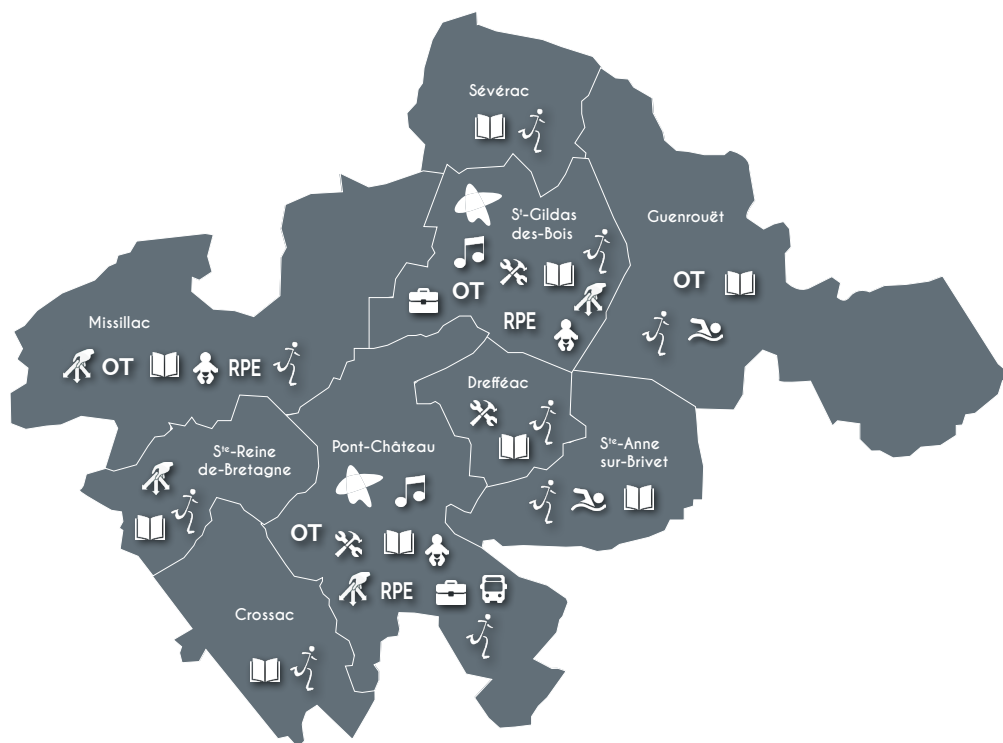 Sévérac
Sᵗ-Gildas
des-Bois
Guenrouët
OT
OT
RPE
Missillac
OT
RPE
Drefféac
Sᵗᵉ-Reine
de-Bretagne
Pont-Château
Sᵗᵉ-Anne
sur-Brivet
OT
RPE
Crossac